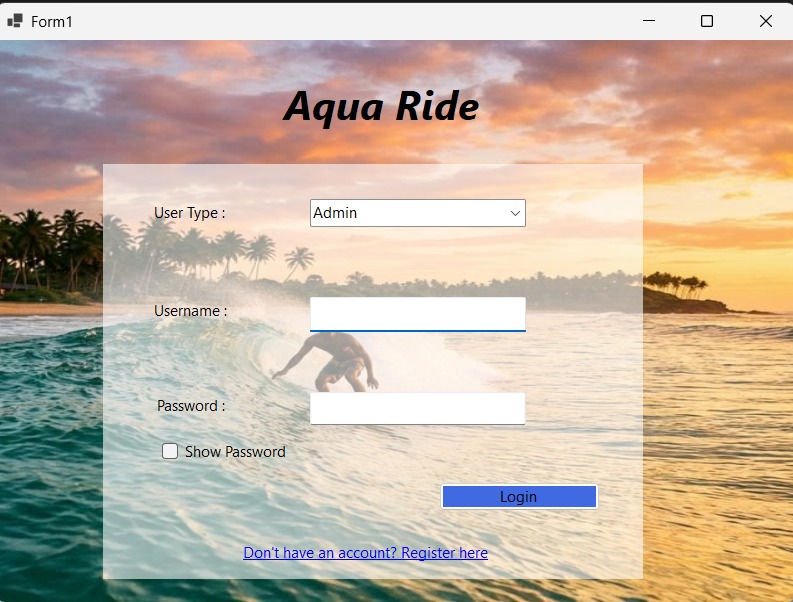 Form1
Aqua Ride
User Type :
Admin
Username :
Password :
Show Password
Login
Don't have an account? Register here